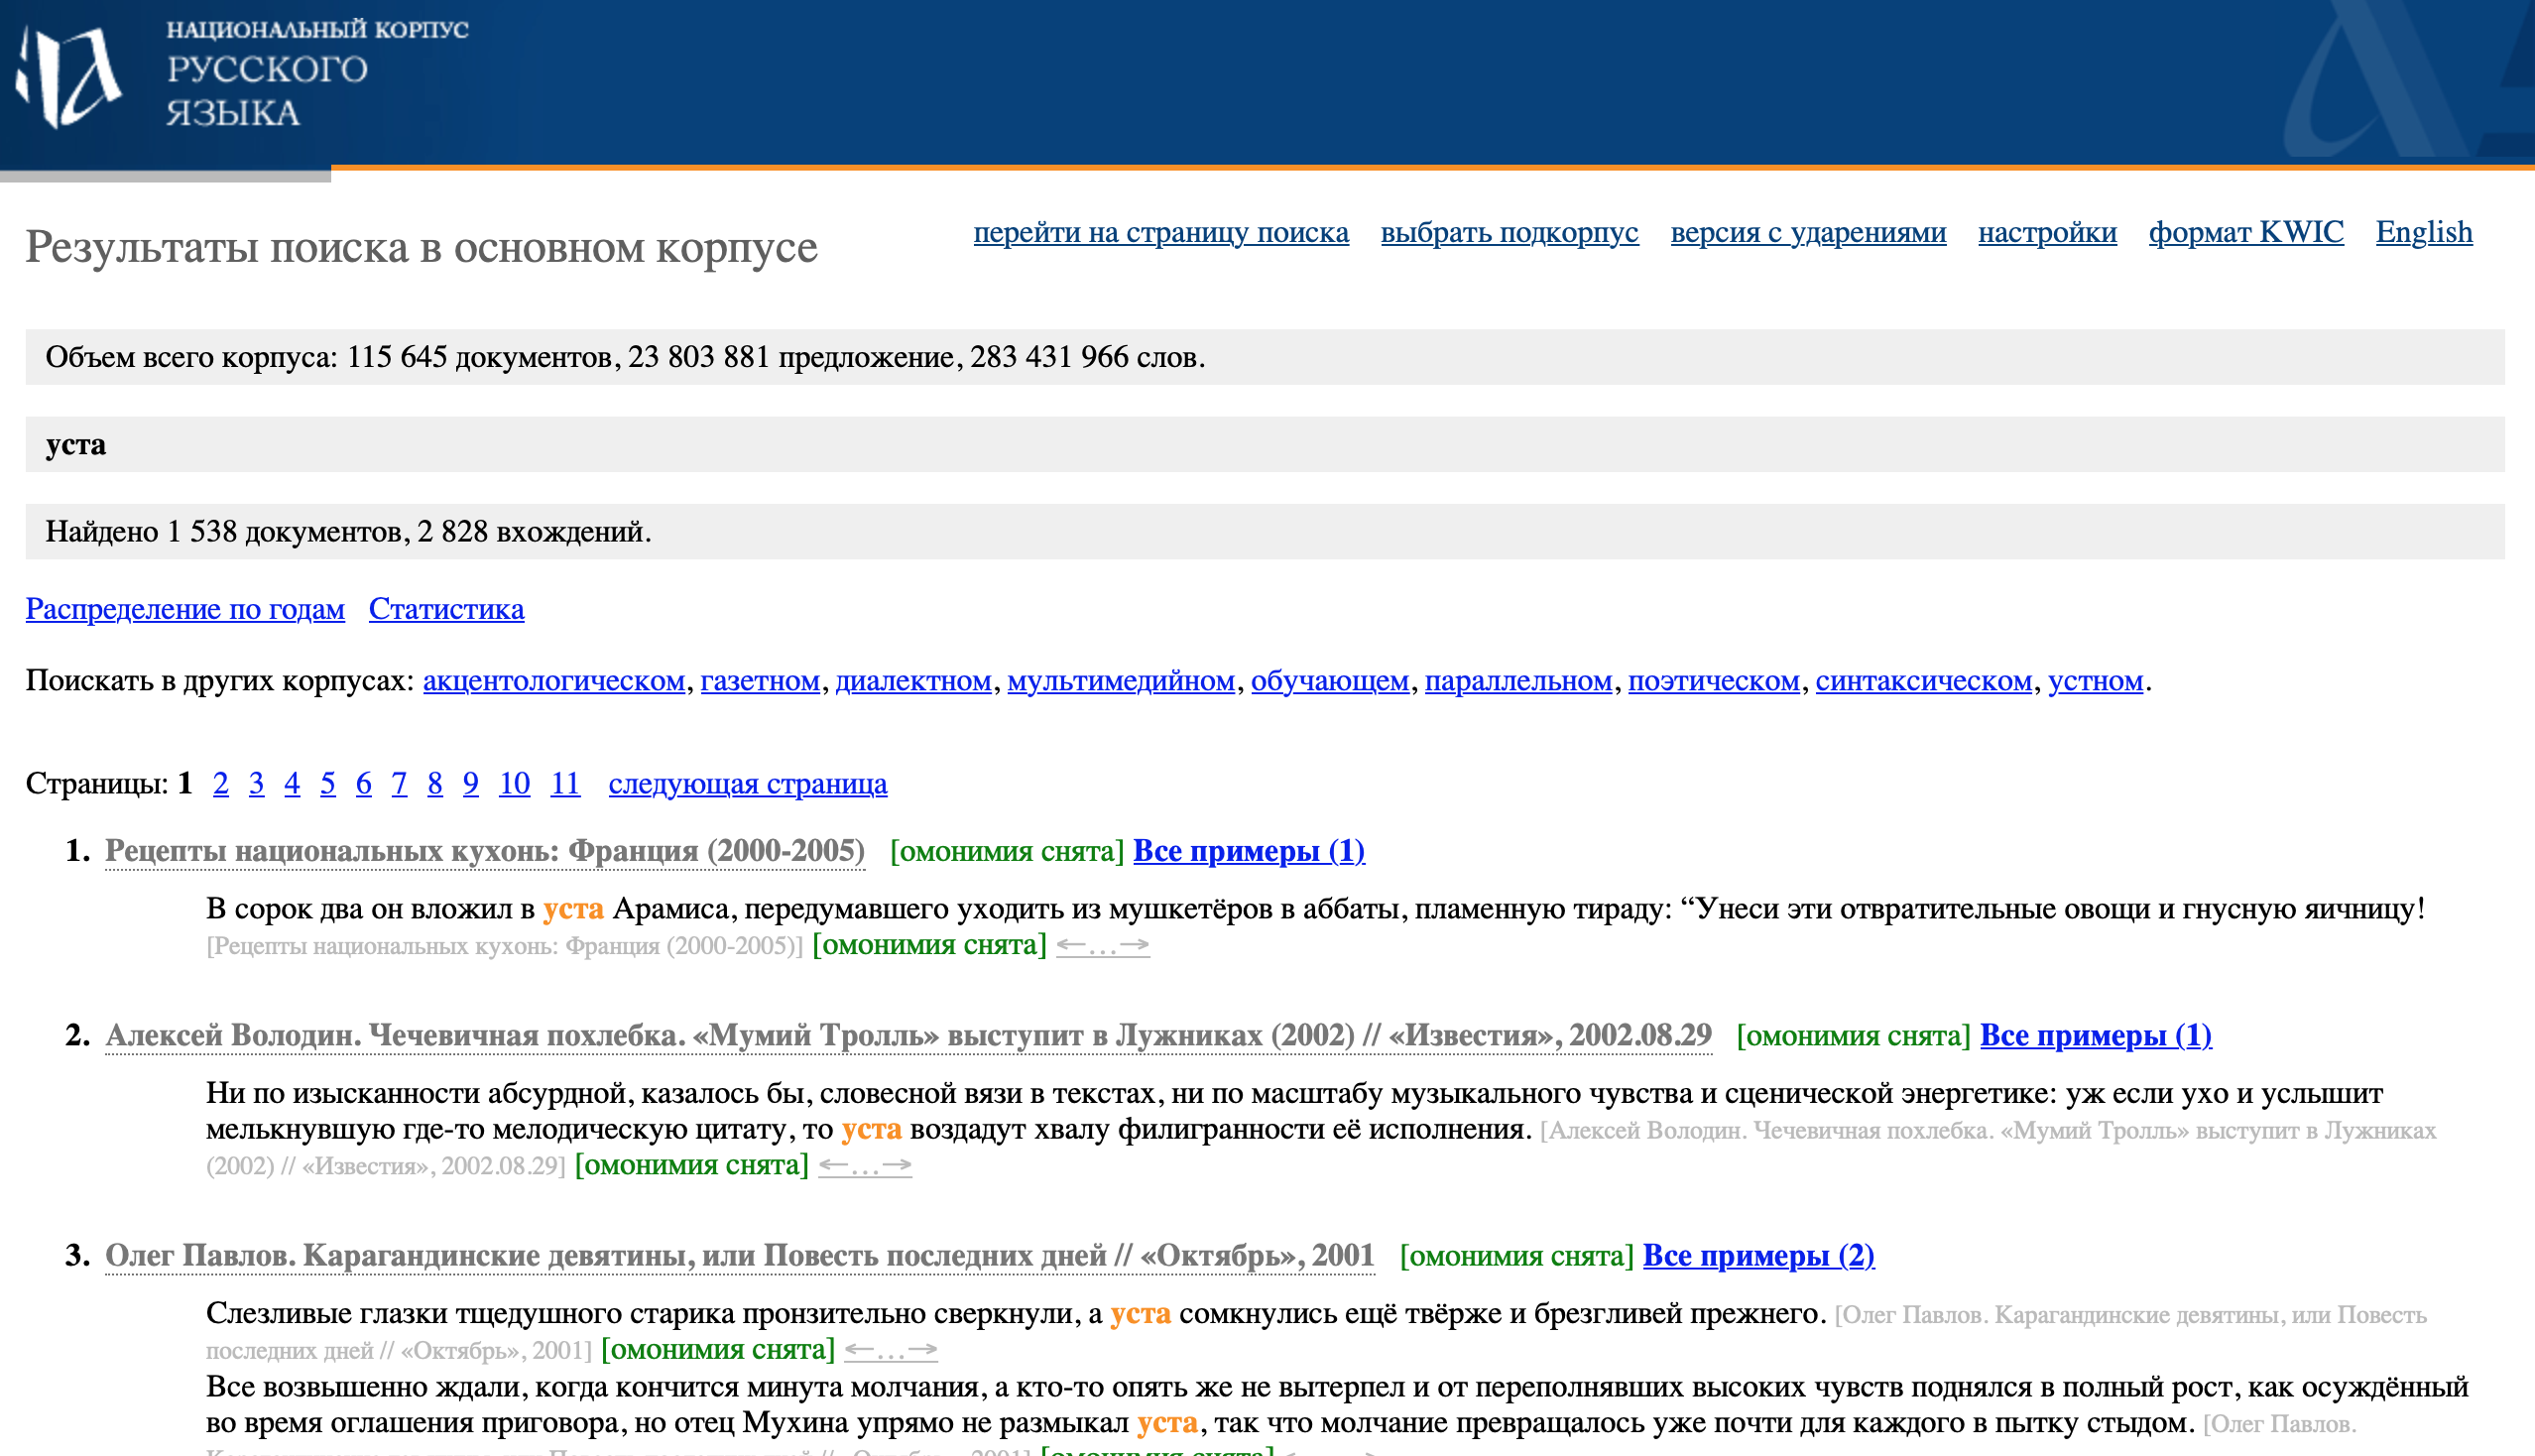 НАЦИОНАЛЬНЫЙ КОРПУС
РУССКОГО
ЯЗЫКА
Результаты поиска в основном корпусе
перейти на страницу поиска выбрать подкорпус версия с ударениями настройки формат KWIC English
Объем всего корпуса: 115 645 документов, 23 803 881 предложение, 283 431 966 слов.
уста
Найдено 1 538 документов, 2 828 вхождений.
Распределение по годам Статистика
Поискать в других корпусах: акцентологическом, газетном, диалектном, мультимедийном, обучающем, параллельном, поэтическом, синтаксическом, устном.
Страницы: 1 2 3 4 5 6 7 8 9 10 11 следующая страница
1. Рецепты национальных кухонь: Франция (2000-2005) [омонимия снята] Все примеры (1)
В сорок два он вложил в уста Арамиса, передумавшего уходить из мушкетёров в аббаты, пламенную тираду: “Унеси эти отвратительные овощи и гнусную яичницу!
[Рецепты национальных кухонь: Франция (2000-2005)] [омонимия снята] ←…→
2. Алексей Володин. Чечевичная похлебка. «Мумий Тролль» выступит в Лужниках (2002) // «Известия», 2002.08.29 [омонимия снята] Все примеры (1)
Ни по изысканности абсурдной, казалось бы, словесной вязи в текстах, ни по масштабу музыкального чувства и сценической энергетике: уж если ухо и услышит
мелькнувшую где-то мелодическую цитату, то уста воздадут хвалу филигранности её исполнения. [Алексей Володин. Чечевичная похлебка. «Мумий Тролль» выступит в Лужниках
(2002) // «Известия», 2002.08.29] [омонимия снята] ←…→
3. Олег Павлов. Карагандинские девятины, или Повесть последних дней // «Октябрь», 2001 [омонимия снята] Все примеры (2)
Слезливые глазки тщедушного старика пронзительно сверкнули, а уста сомкнулись ещё твёрже и брезгливей прежнего. [Олег Павлов. Карагандинские девятины, или Повесть
последних дней // «Октябрь», 2001] [омонимия снята] ←…→
Все возвышенно ждали, когда кончится минута молчания, а кто-то опять же не вытерпел и от переполнявших высоких чувств поднялся в полный рост, как осуждённый
во время оглашения приговора, но отец Мухина упрямо не размыкал уста, так что молчание превращалось уже почти для каждого в пытку стыдом. [Олег Павлов.